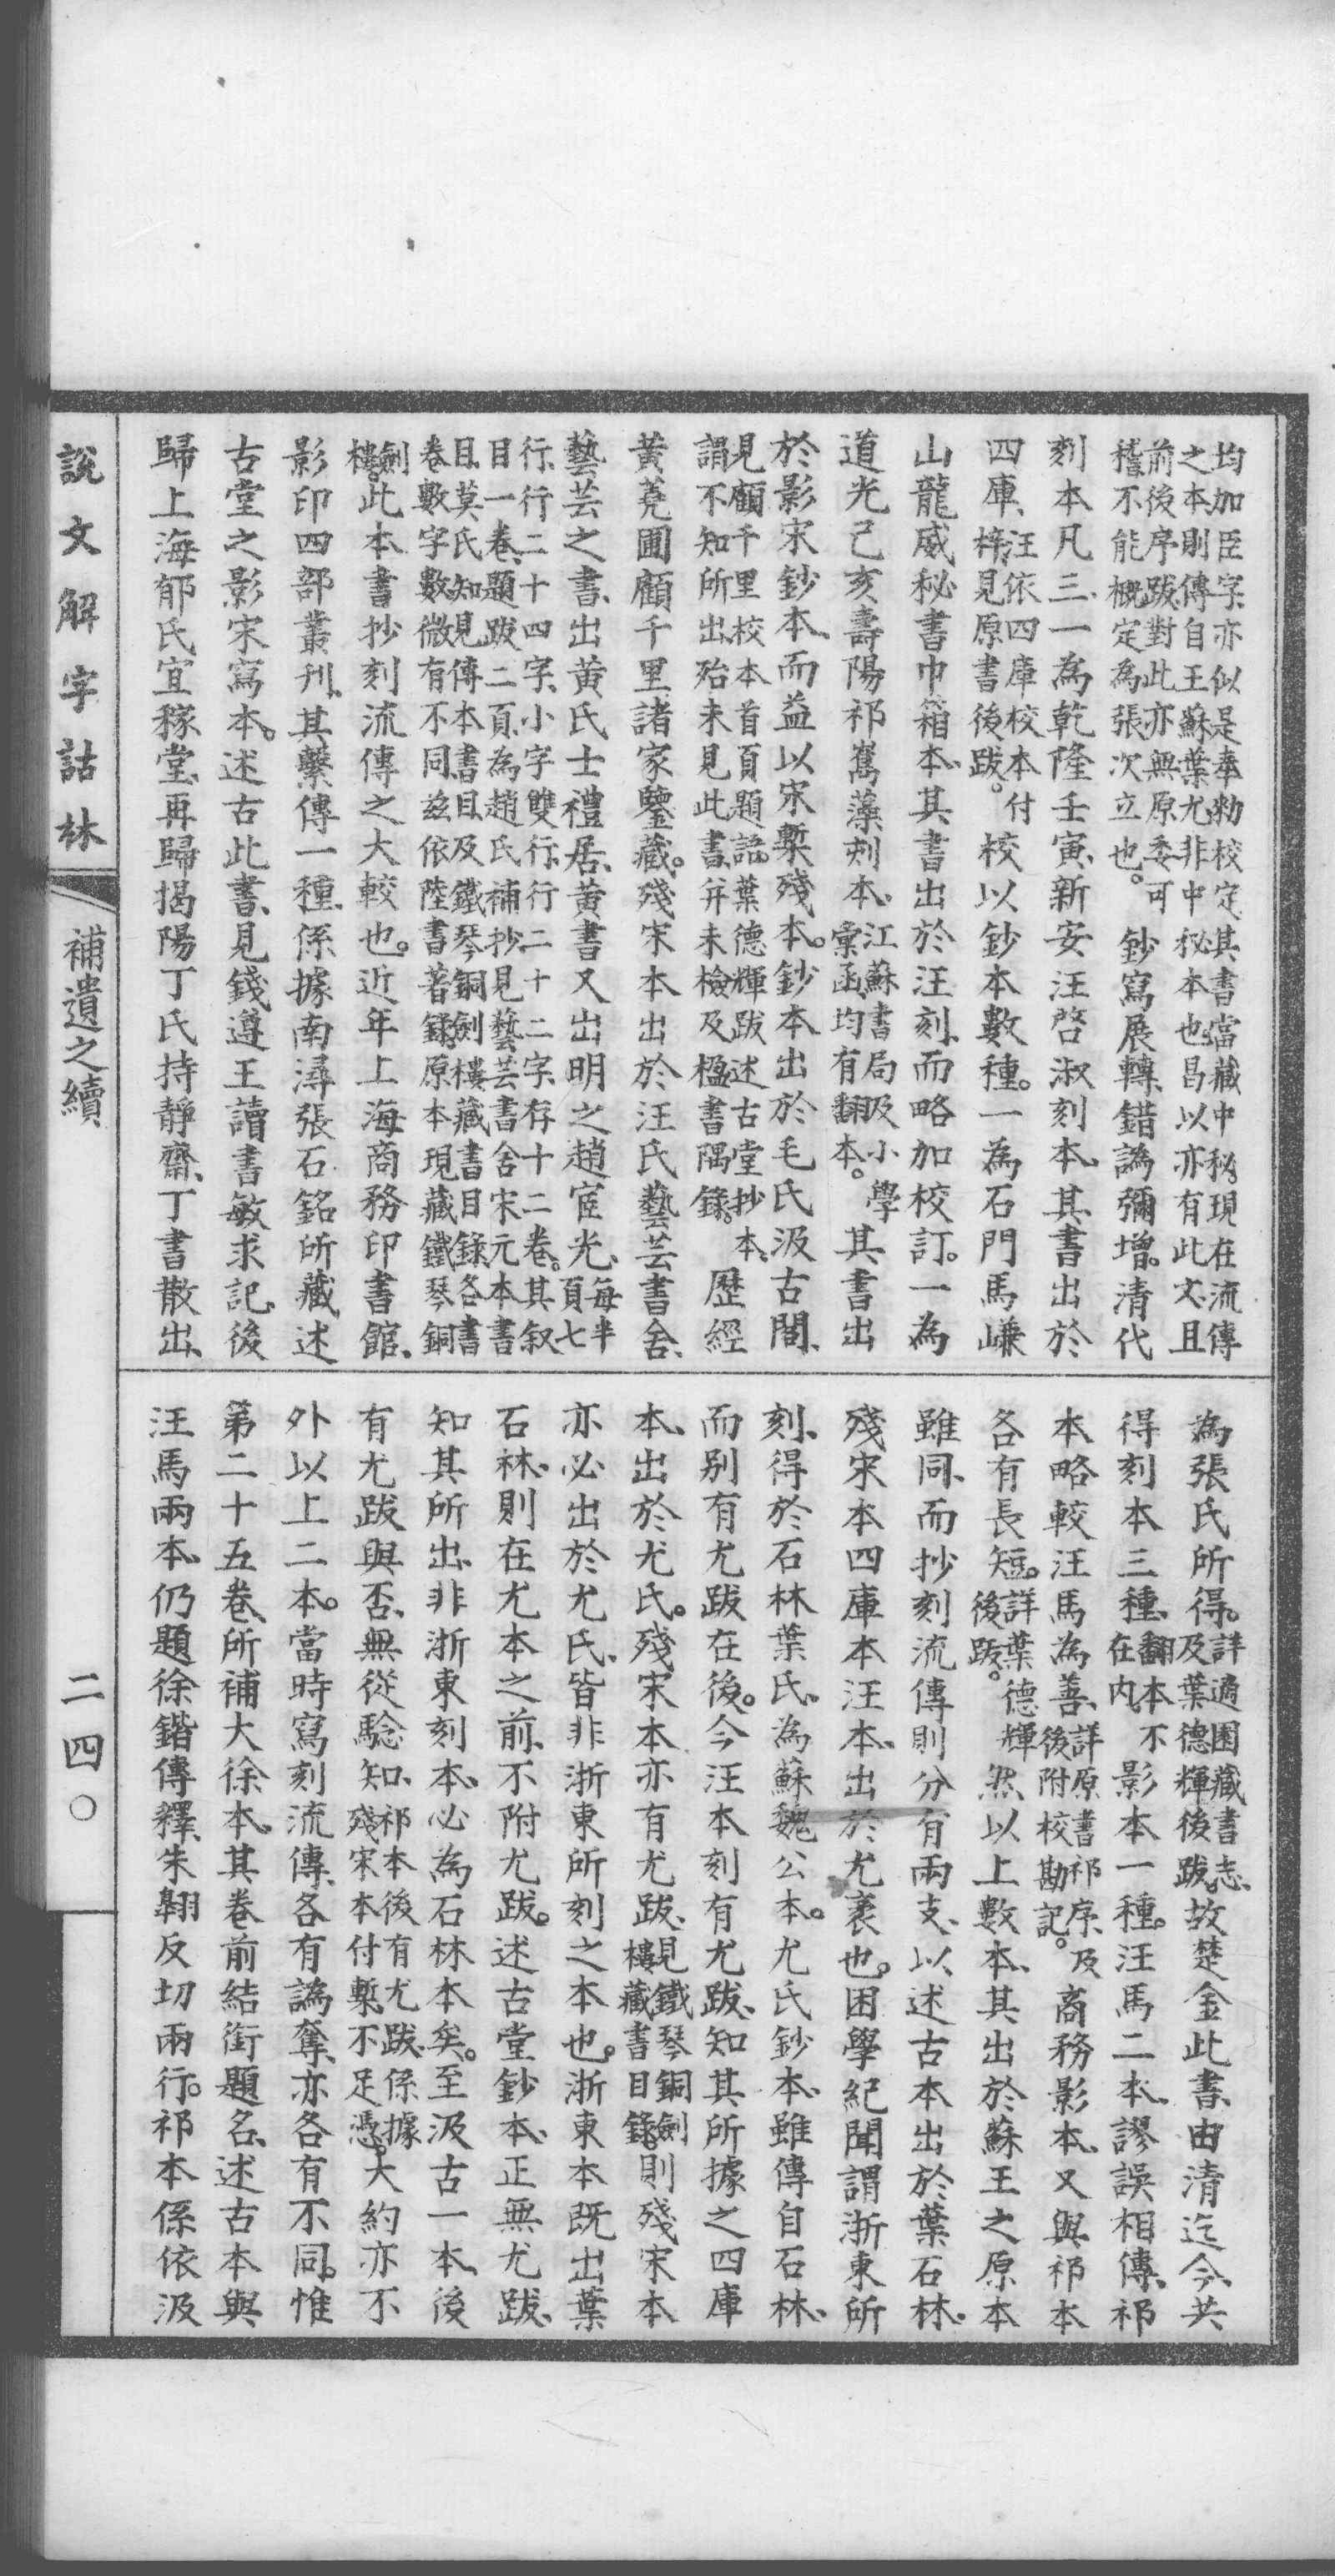 均加臣字、亦似是奉勅校定、其書當藏中秘、現在流傳
之本、則傳自王蘇葉尤、非中秘本也、昌以亦有此文、且
前後序跋、對此亦無原委可
稽、不能概定為張次立也。鈔寫展轉、錯譌彌增。清代
刻本凡三、一為乾隆壬寅、新安汪啓淑刻本、其書出於
四庫、汪依四庫校本付
梓、見原書後跋。校以鈔本數種。一為石門馬嵰
山龍威秘書巾箱本、其書出於汪刻、而略加校訂。一為
道光己亥、壽陽祁寯藻刻本、江蘇書局及小學
彙函均有翻本。其書出
於影宋鈔本、而益以宋槧殘本。鈔本出於毛氏汲古閣、
見顧千里校本首頁題語、葉德輝跋述古堂抄本、
謂不知所出、殆未見此書、并未檢及楹書隅錄。歷經
黃蕘圃顧千里諸家鑒藏。殘宋本出於汪氏藝芸書舍、
藝芸之書、出黃氏士禮居、黃書又出明之趙宧光、每半
頁七
行、行二十四字、小字雙行、行二十二字、存十二卷。其叙
目一卷、題跋二頁、為趙氏補抄、見藝芸書舍宋元本書
目、莫氏知見傳本書目、及鐵琴銅劍樓藏書目錄、各書
卷數字數微有不同、兹依陸書著錄、原本現藏鐵琴銅
劍
樓。此本書抄刻流傳之大較也。近年上海商務印書館、
影印四部叢刊、其繫傳一種、係據南潯張石銘所藏述
古堂之影宋寫本。述古此書、見錢遵王讀書敏求記、後
歸上海郁氏宜稼堂、再歸揭陽丁氏持靜齋、丁書散出、
為張氏所得。詳適園藏書志、
及葉德輝後跋。故楚金此書、由清迄今、共
得刻本三種、翻本不
在內影本一種。汪馬二本、謬誤相傳、祁
本略較汪馬為善、詳原書祁序、及
後附校勘記。商務影本、又與祁本
各有長短。詳葉德輝
後跋。然以上數本、其出於蘇王之原本
雖同、而抄刻流傳則分有兩支、以述古本出於葉石林。
殘宋本四庫本汪本、出於尤袤也。困學紀聞謂浙東所
刻、得於石林葉氏、為蘇魏公本。尤氏鈔本、雖傳自石林、
而别有尤跋在後。今汪本刻有尤跋、知其所據之四庫
本、出於尤氏。殘宋本亦有尤跋、見鐵琴銅劍
樓藏書目錄。則殘宋本
亦必出於尤氏、皆非浙東所刻之本也。浙東本既出葉
石林、則在尤本之前、不附尤跋。述古堂鈔本、正無尤跋、
知其所出、非浙東刻本、必為石林本矣。至汲古一本、後
有尤跋與否、無從驗知、祁本後有尤跋、係據
殘宋本付槧、不足憑。大約亦不
外以上二本。當時寫刻流傳、各有譌奪、亦各有不同。惟
第二十五卷、所補大徐本、其卷前結銜題名、述古本與
汪馬兩本、仍題徐鍇傳釋、朱翱反切兩行。祁本係依汲
說文解字詁林
補遺之續
二四〇